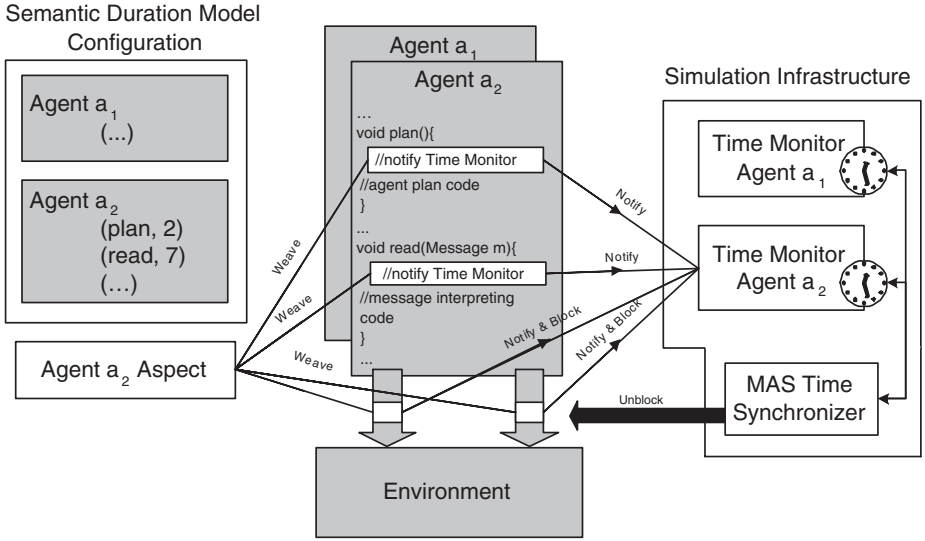 Semantic Duration Model
Configuration
Agent a1
(...)
Agent a2
(plan, 2)
(read, 7)
(...)
Agent a2 Aspect
Agent a1
Agent a2
...
void plan(){
//notify Time Monitor
//agent plan code
}
...
void read(Message m){
//notify Time Monitor
//message interpreting
code
}
...
Weave
Weave
Weave
Notify
Notify
Notify & Block
Notify & Block
Unblock
Environment
Simulation Infrastructure
Time Monitor
Agent a1
Time Monitor
Agent a2
MAS Time
Synchronizer